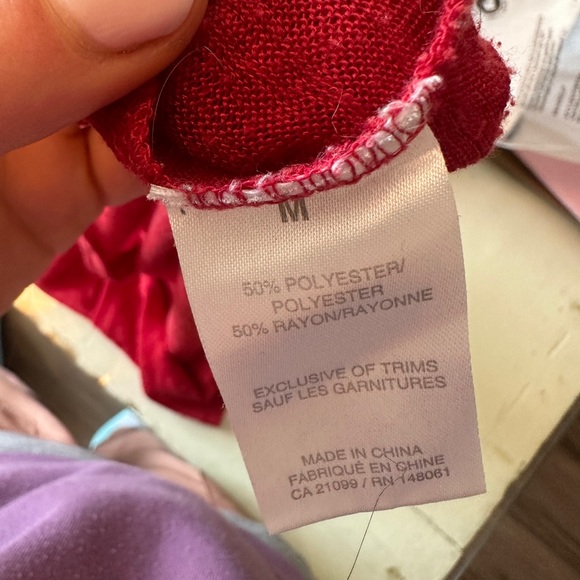 M
50% POLYESTER/
POLYESTER
50% RAYON/RAYONNE
EXCLUSIVE OF TRIMS
SAUF LES GARNITURES
MADE IN CHINA
FABRIQUÉ EN CHINE
CA 21099 / RN 148061